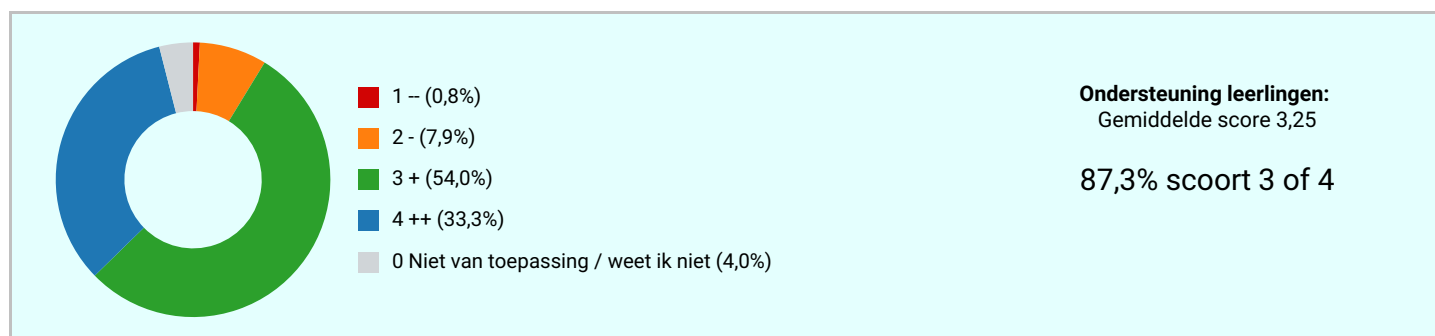 1 -- (0,8%)
2 - (7,9%)
3 + (54,0%)
4 ++ (33,3%)
0 Niet van toepassing / weet ik niet (4,0%)
Ondersteuning leerlingen:
Gemiddelde score 3,25
87,3% scoort 3 of 4